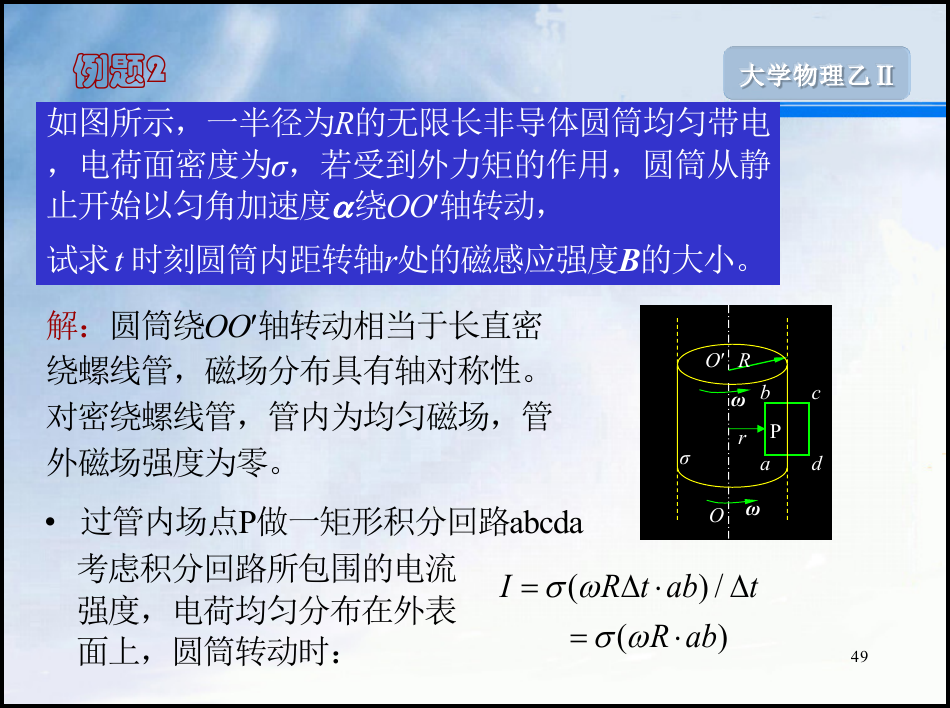 例题2
大学物理乙Ⅱ
如图所示，一半径为R的无限长非导体圆筒均匀带电
，电荷面密度为σ，若受到外力矩的作用，圆筒从静
止开始以匀角加速度α绕OO′轴转动，
试求 t 时刻圆筒内距转轴r处的磁感应强度B的大小。
解：圆筒绕OO′轴转动相当于长直密
绕螺线管，磁场分布具有轴对称性。
对密绕螺线管，管内为均匀磁场，管
外磁场强度为零。
O′ R
b c
ω
r P
σ a d
O ω
• 过管内场点P做一矩形积分回路abcda
考虑积分回路所包围的电流
强度，电荷均匀分布在外表
面上，圆筒转动时：
I = σ(ωRΔt·ab) / Δt
= σ(ωR·ab)
49